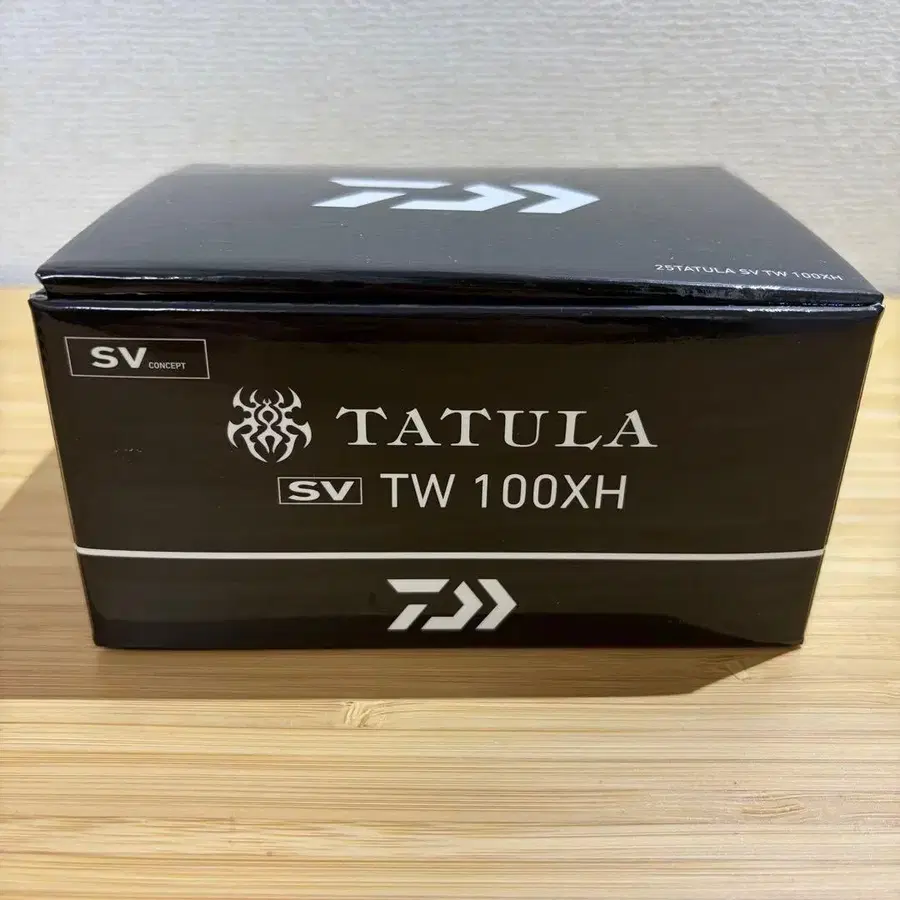 25TATULA SV TW 100XH
SV CONCEPT
TATULA
SV TW 100XH